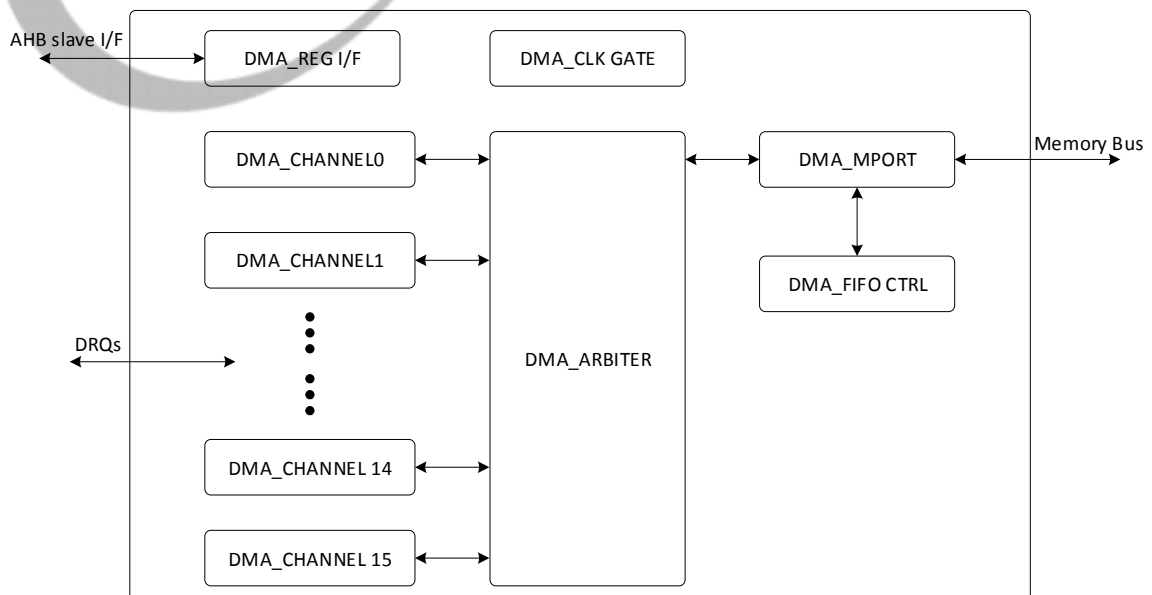 AHB slave I/F
DMA_REG I/F
DMA_CLK GATE
DMA_CHANNEL0
DMA_MPORT
Memory Bus
DMA_CHANNEL1
DMA_FIFO CTRL
DRQs
DMA_ARBITER
DMA_CHANNEL 14
DMA_CHANNEL 15